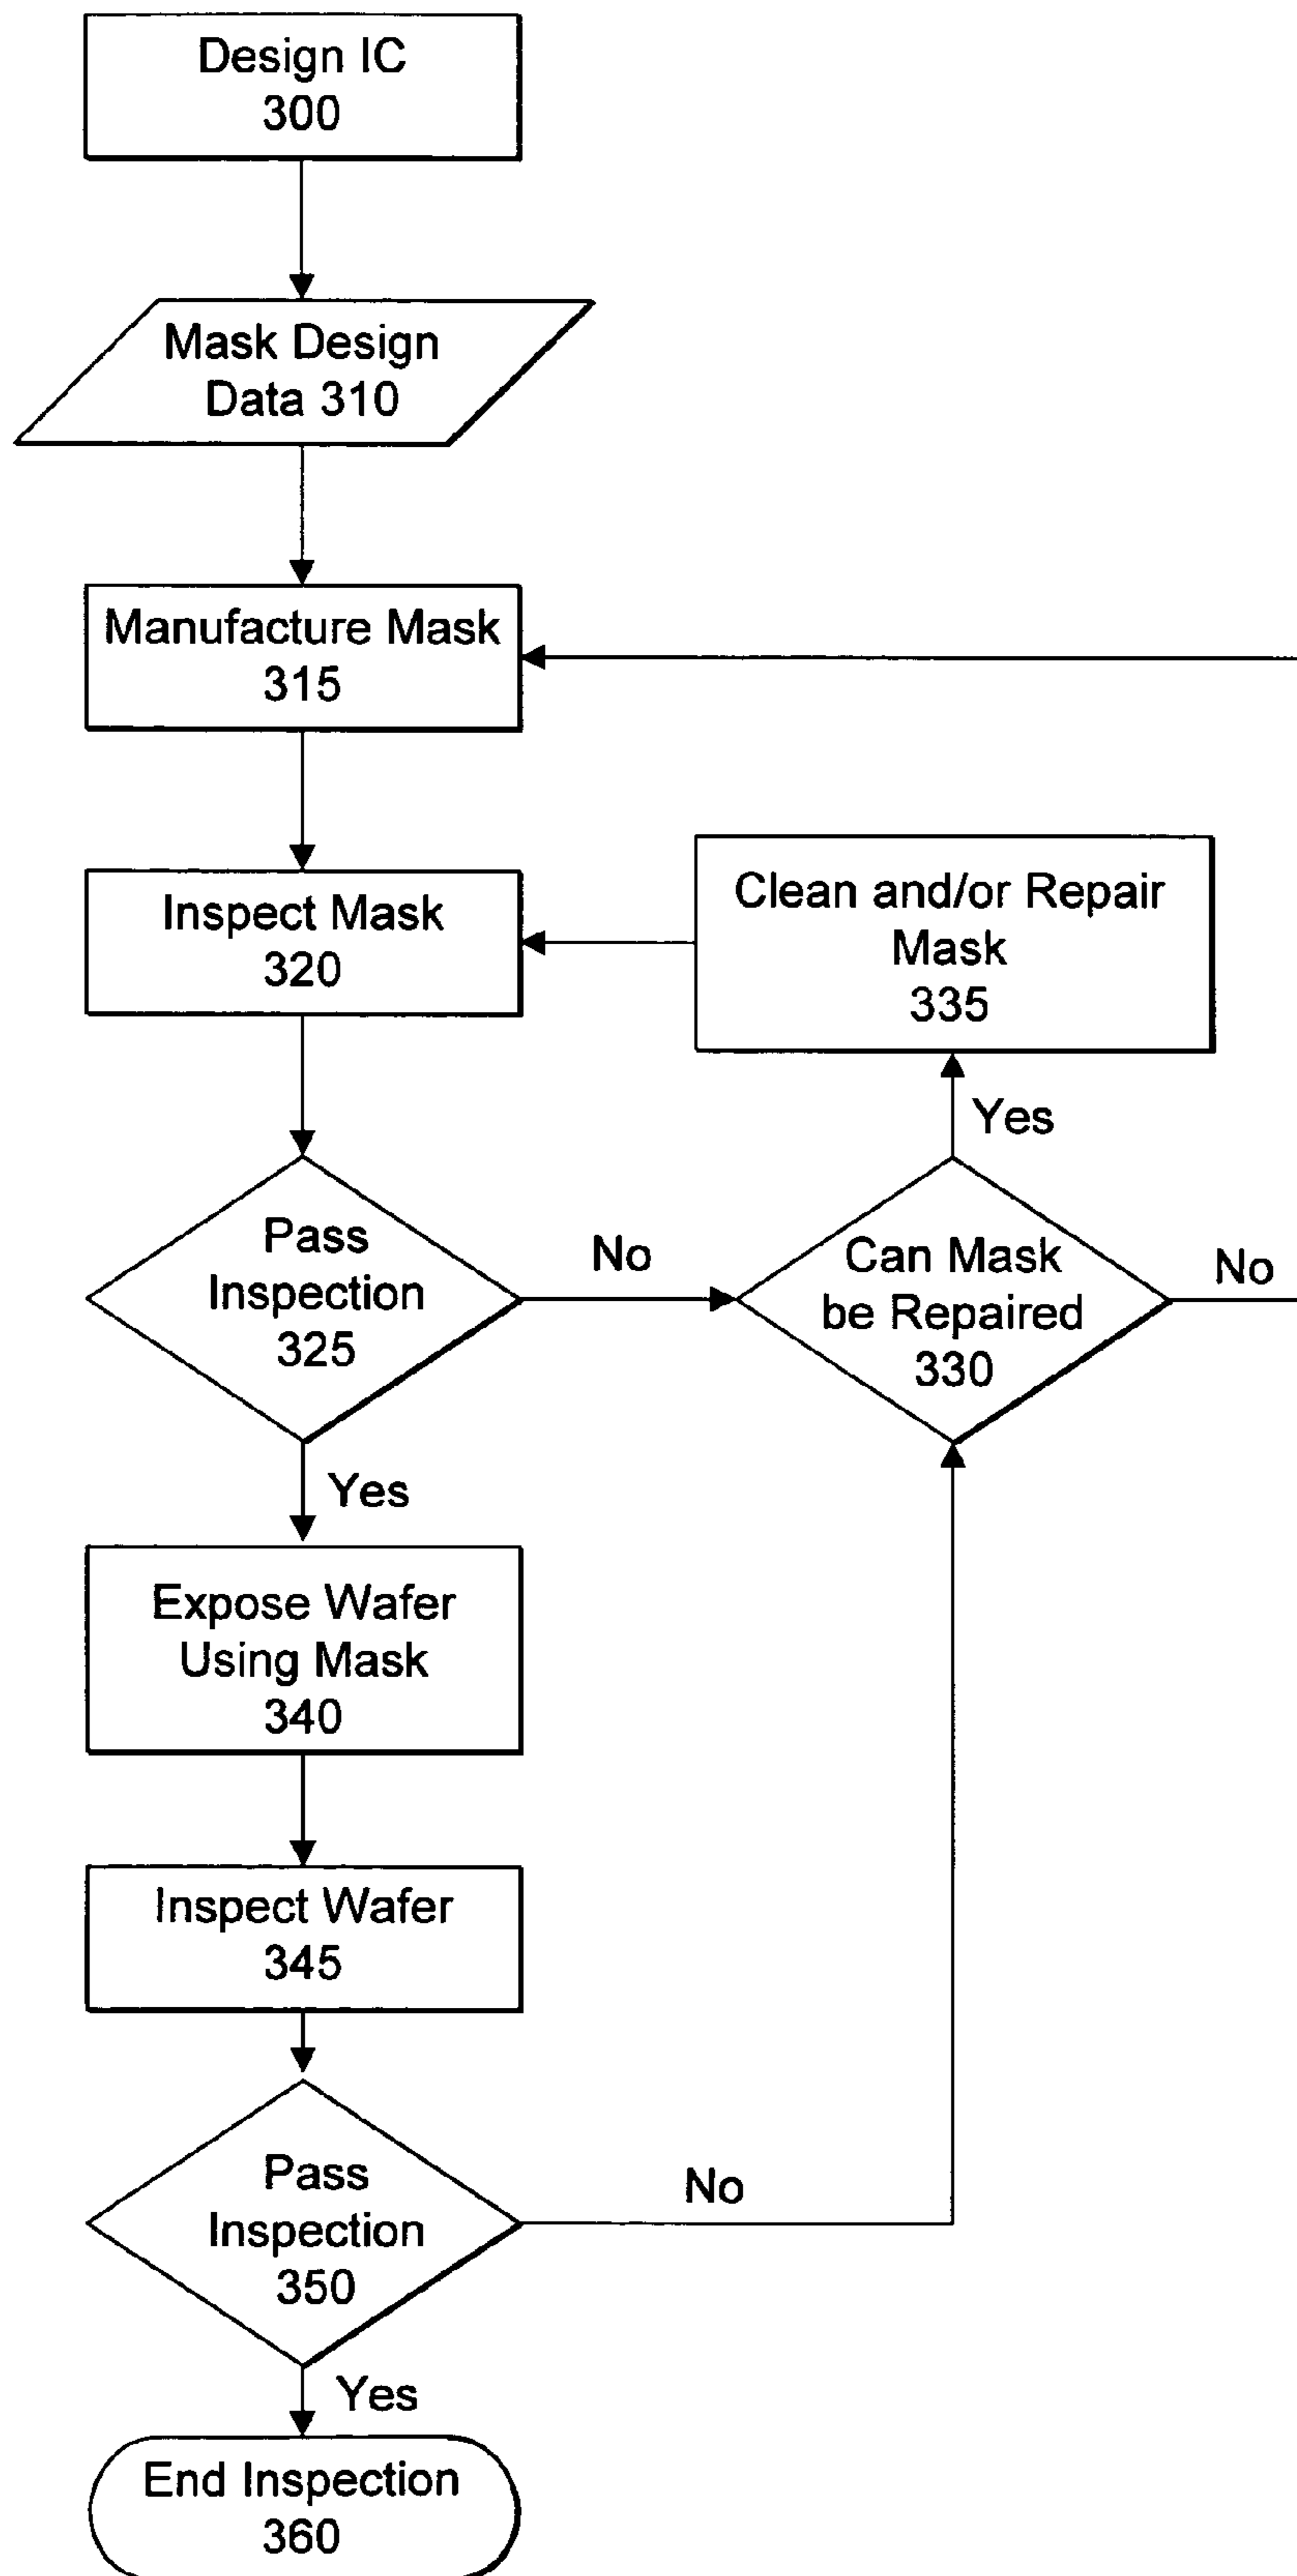 Design IC
300
Mask Design
Data 310
Manufacture Mask
315
Inspect Mask
320
Clean and/or Repair
Mask
335
Yes
Pass
Inspection
325
No
Can Mask
be Repaired
330
No
Yes
Expose Wafer
Using Mask
340
Inspect Wafer
345
Pass
Inspection
350
No
Yes
End Inspection
360